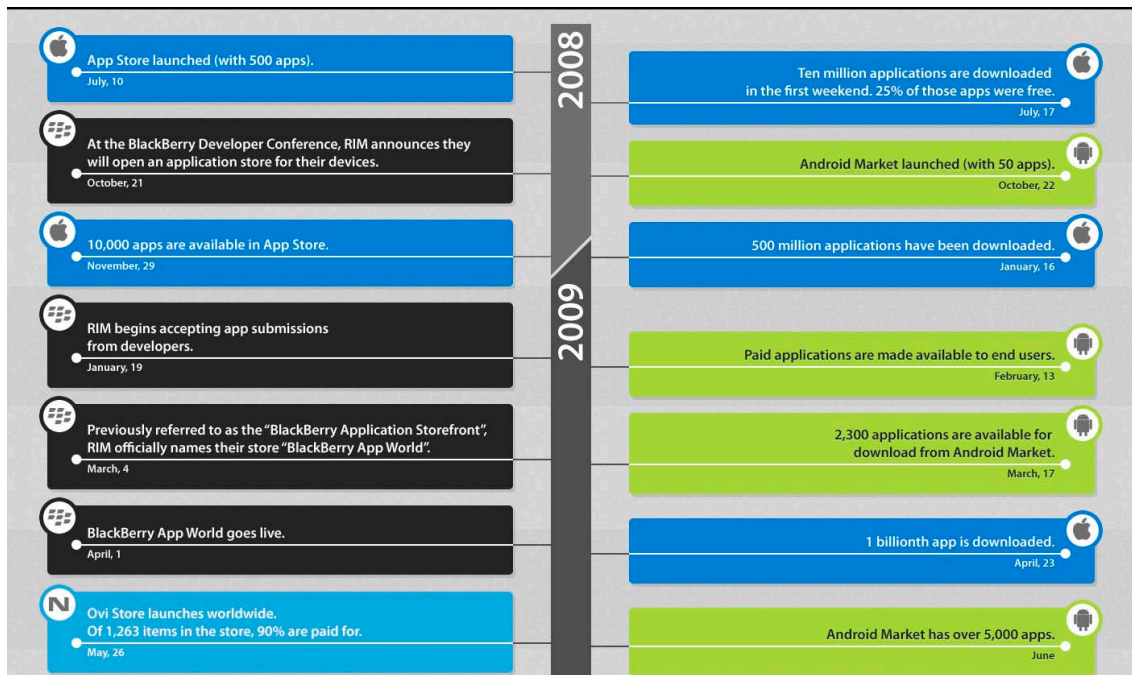 2008
App Store launched (with 500 apps).
July, 10
Ten million applications are downloaded
in the first weekend. 25% of those apps were free.
July, 17
At the BlackBerry Developer Conference, RIM announces they
will open an application store for their devices.
October, 21
Android Market launched (with 50 apps).
October, 22
10,000 apps are available in App Store.
November, 29
500 million applications have been downloaded.
January, 16
2009
RIM begins accepting app submissions
from developers.
January, 19
Paid applications are made available to end users.
February, 13
Previously referred to as the “BlackBerry Application Storefront”,
RIM officially names their store “BlackBerry App World”.
March, 4
2,300 applications are available for
download from Android Market.
March, 17
BlackBerry App World goes live.
April, 1
1 billionth app is downloaded.
April, 23
N
Ovi Store launches worldwide.
Of 1,263 items in the store, 90% are paid for.
May, 26
Android Market has over 5,000 apps.
June